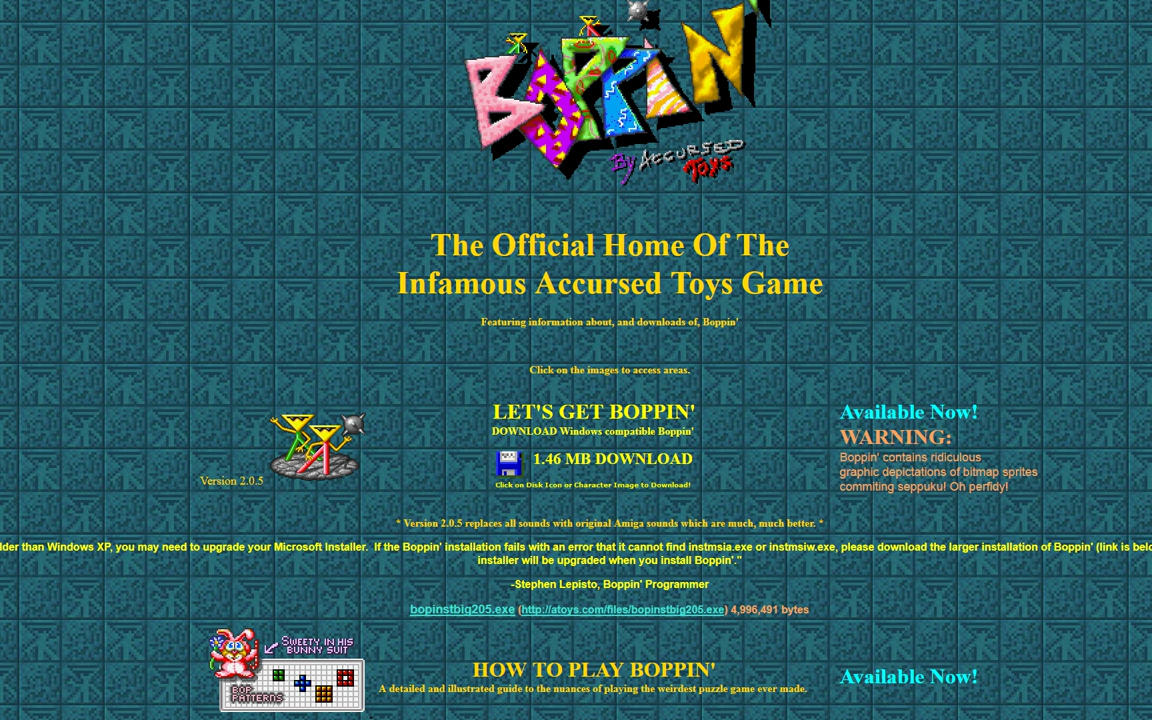 BOPPIN'
By ACCURSED
TOYS
The Official Home Of The
Infamous Accursed Toys Game
Featuring information about, and downloads of, Boppin'
Click on the images to access areas.
LET'S GET BOPPIN'
DOWNLOAD Windows compatible Boppin'
1.46 MB DOWNLOAD
Click on Disk Icon or Character Image to Download!
Version 2.0.5
Available Now!
WARNING:
Boppin' contains ridiculous
graphic depictations of bitmap sprites
commiting seppuku! Oh perfidy!
* Version 2.0.5 replaces all sounds with original Amiga sounds which are much, much better. *
than Windows XP, you may need to upgrade your Microsoft Installer.  If the Boppin' installation fails with an error that it cannot find instmsia.exe or instmsiw.exe, please download the larger installation of Boppin' (link is
installer will be upgraded when you install Boppin'."
-Stephen Lepisto, Boppin' Programmer
bopinstbig205.exe (http://atoys.com/files/bopinstbig205.exe) 4,996,491 bytes
SWEETY IN HIS
BUNNY SUIT
BOP
PATTERNS
HOW TO PLAY BOPPIN'
A detailed and illustrated guide to the nuances of playing the weirdest puzzle game ever made.
Available Now!